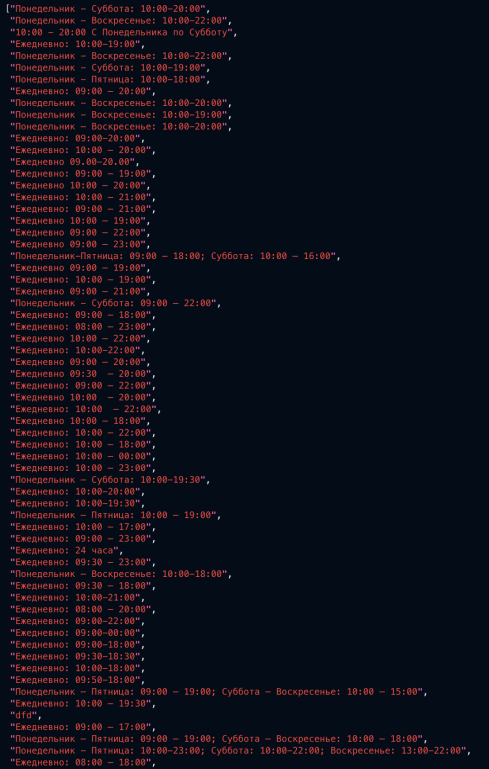 ["Понедельник – Суббота: 10:00–20:00",
"Понедельник – Воскресенье: 10:00–22:00",
"10:00 – 20:00 С Понедельника по Субботу",
"Ежедневно: 10:00–19:00",
"Понедельник – Воскресенье: 10:00–22:00",
"Понедельник – Суббота: 10:00–19:00",
"Понедельник – Пятница: 10:00–18:00",
"Ежедневно: 09:00 – 20:00",
"Понедельник – Воскресенье: 10:00–20:00",
"Понедельник – Воскресенье: 10:00–19:00",
"Понедельник – Воскресенье: 10:00–20:00",
"Ежедневно: 09:00–20:00",
"Ежедневно: 10:00 – 20:00",
"Ежедневно 09.00–20.00",
"Ежедневно: 09:00 – 19:00",
"Ежедневно 10:00 – 20:00",
"Ежедневно: 10:00 – 21:00",
"Ежедневно: 09:00 – 21:00",
"Ежедневно 10:00 – 19:00",
"Ежедневно: 09:00 – 22:00",
"Ежедневно 09:00 – 23:00",
"Понедельник–Пятница: 09:00 – 18:00; Суббота: 10:00 – 16:00",
"Ежедневно 09:00 – 19:00",
"Ежедневно: 10:00 – 19:00",
"Ежедневно 09:00 – 21:00",
"Понедельник – Суббота: 09:00 – 22:00",
"Ежедневно: 09:00 – 18:00",
"Ежедневно: 08:00 – 23:00",
"Ежедневно 10:00 – 22:00",
"Ежедневно: 10:00–22:00",
"Ежедневно 09:00 – 20:00",
"Ежедневно 09:30  – 20:00",
"Ежедневно: 09:00 – 22:00",
"Ежедневно 10:00  – 20:00",
"Ежедневно: 10:00  – 22:00",
"Ежедневно 10:00 – 18:00",
"Ежедневно: 10:00 – 22:00",
"Ежедневно: 10:00 – 18:00",
"Ежедневно: 10:00 – 00:00",
"Ежедневно: 10:00 – 23:00",
"Понедельник – Суббота: 10:00–19:30",
"Ежедневно: 10:00–20:00",
"Ежедневно: 10:00–19:30",
"Понедельник – Пятница: 10:00 – 19:00",
"Ежедневно: 10:00 – 17:00",
"Ежедневно: 09:00 – 23:00",
"Ежедневно: 24 часа",
"Ежедневно: 09:30 – 23:00",
"Понедельник – Воскресенье: 10:00–18:00",
"Ежедневно: 09:30 – 18:00",
"Ежедневно: 10:00–21:00",
"Ежедневно: 08:00 – 20:00",
"Ежедневно: 09:00–22:00",
"Ежедневно: 09:00–00:00",
"Ежедневно: 09:00–18:00",
"Ежедневно: 09:30–18:30",
"Ежедневно: 10:00–18:00",
"Ежедневно: 09:50–18:00",
"Понедельник – Пятница: 09:00 – 19:00; Суббота – Воскресенье: 10:00 – 15:00",
"Ежедневно: 10:00 – 19:30",
"dfd",
"Ежедневно: 09:00 – 17:00",
"Понедельник – Пятница: 09:00 – 19:00; Суббота – Воскресенье: 10:00 – 18:00",
"Понедельник – Пятница: 10:00–23:00; Суббота: 10:00–22:00; Воскресенье: 13:00–22:00",
"Ежедневно: 08:00 – 18:00",